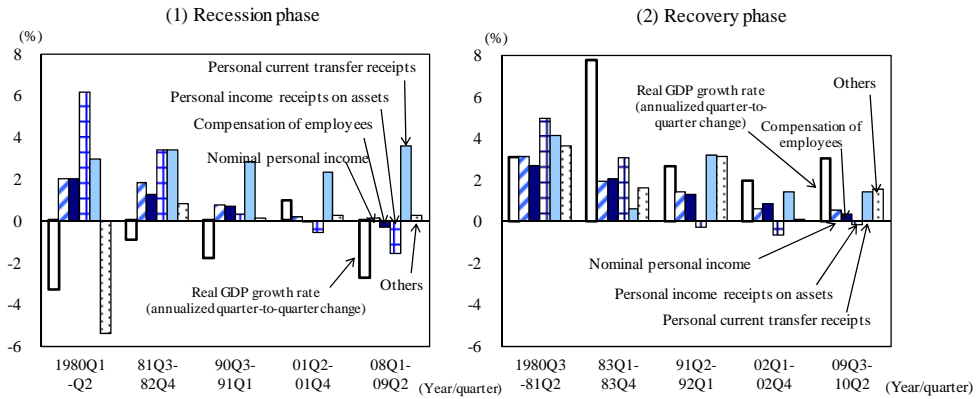 (1) Recession phase
(%)
8
6
4
2
0
-2
-4
-6
Personal current transfer receipts
Personal income receipts on assets
Compensation of employees
Nominal personal income
Real GDP growth rate
(annualized quarter-to-quarter change)
Others
1980Q1
-Q2
81Q3-
82Q4
90Q3-
91Q1
01Q2-
01Q4
08Q1-
09Q2
(Year/quarter)
(2) Recovery phase
(%)
8
6
4
2
0
-2
-4
-6
Real GDP growth rate
(annualized quarter-to-
quarter change)
Others
Compensation of
employees
Nominal personal income
Personal income receipts on assets
Personal current transfer receipts
1980Q3
-81Q2
83Q1-
83Q4
91Q2-
92Q1
02Q1-
02Q4
09Q3-
10Q2
(Year/quarter)